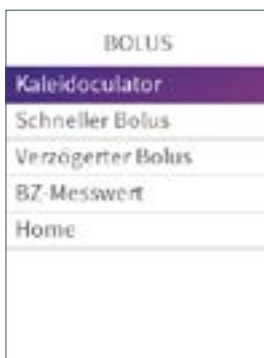 BOLUS
Kaleidoculator
Schneller Bolus
Verzögerter Bolus
BZ-Messwert
Home